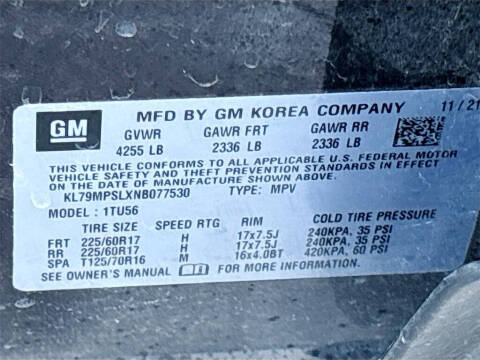 GM
MFD BY GM KOREA COMPANY 11/21
GVWR GAWR FRT GAWR RR
4255 LB 2336 LB 2336 LB
THIS VEHICLE CONFORMS TO ALL APPLICABLE U.S. FEDERAL MOTOR
VEHICLE SAFETY AND THEFT PREVENTION STANDARDS IN EFFECT
ON THE DATE OF MANUFACTURE SHOWN ABOVE.
KL79MPSLXNB077530 TYPE: MPV
MODEL: 1TU56
TIRE SIZE SPEED RTG RIM COLD TIRE PRESSURE
FRT 225/60R17 H 17x7.5J 240KPA, 35 PSI
RR 225/60R17 H 17x7.5J 240KPA, 35 PSI
SPA T125/70R16 M 16x4.0BT 420KPA, 60 PSI
SEE OWNER'S MANUAL FOR MORE INFORMATION.